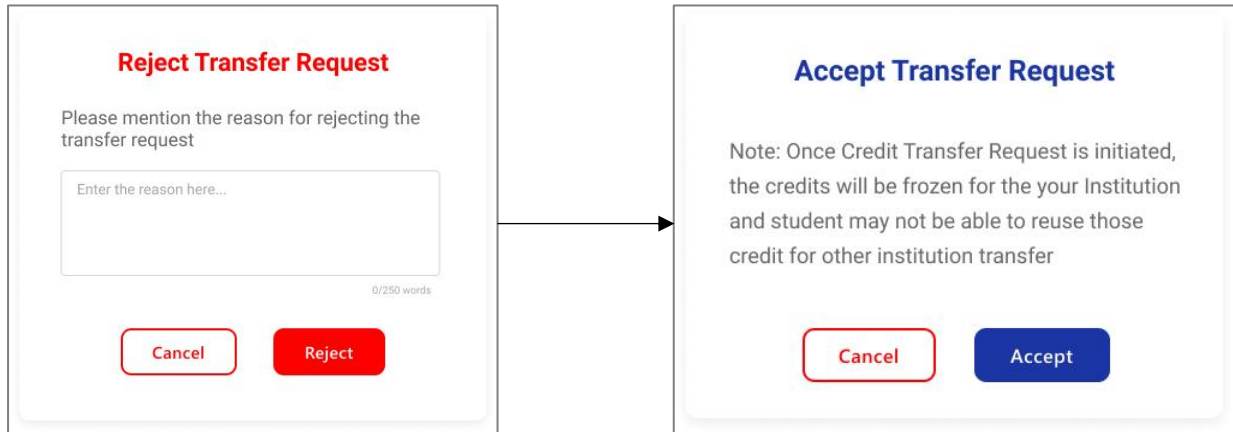 Reject Transfer Request
Please mention the reason for rejecting the
transfer request
Enter the reason here...
0/250 words
Cancel
Reject
Accept Transfer Request
Note: Once Credit Transfer Request is initiated,
the credits will be frozen for the your Institution
and student may not be able to reuse those
credit for other institution transfer
Cancel
Accept